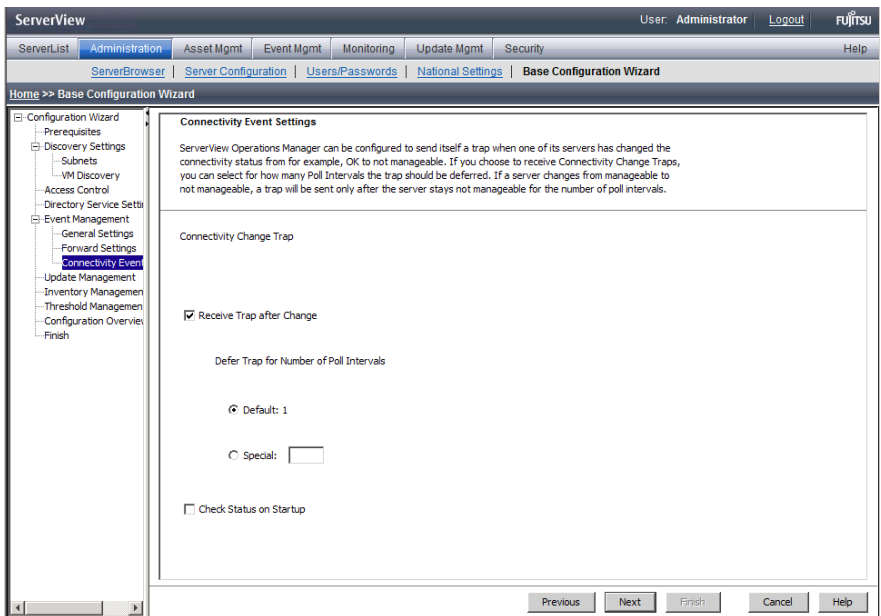 ServerView
User: Administrator Logout FUJITSU
ServerList Administration Asset Mgmt Event Mgmt Monitoring Update Mgmt Security Help
ServerBrowser | Server Configuration | Users/Passwords | National Settings | Base Configuration Wizard
Home >> Base Configuration Wizard
Configuration Wizard
Prerequisites
Discovery Settings
Subnets
VM Discovery
Access Control
Directory Service Settin
Event Management
General Settings
Forward Settings
Connectivity Event
Update Management
Inventory Managemen
Threshold Managemen
Configuration Overview
Finish
Connectivity Event Settings
ServerView Operations Manager can be configured to send itself a trap when one of its servers has changed the
connectivity status from for example, OK to not manageable. If you choose to receive Connectivity Change Traps,
you can select for how many Poll Intervals the trap should be deferred. If a server changes from manageable to
not manageable, a trap will be sent only after the server stays not manageable for the number of poll intervals.
Connectivity Change Trap
Receive Trap after Change
Defer Trap for Number of Poll Intervals
Default: 1
Special:
Check Status on Startup
Previous Next Finish Cancel Help